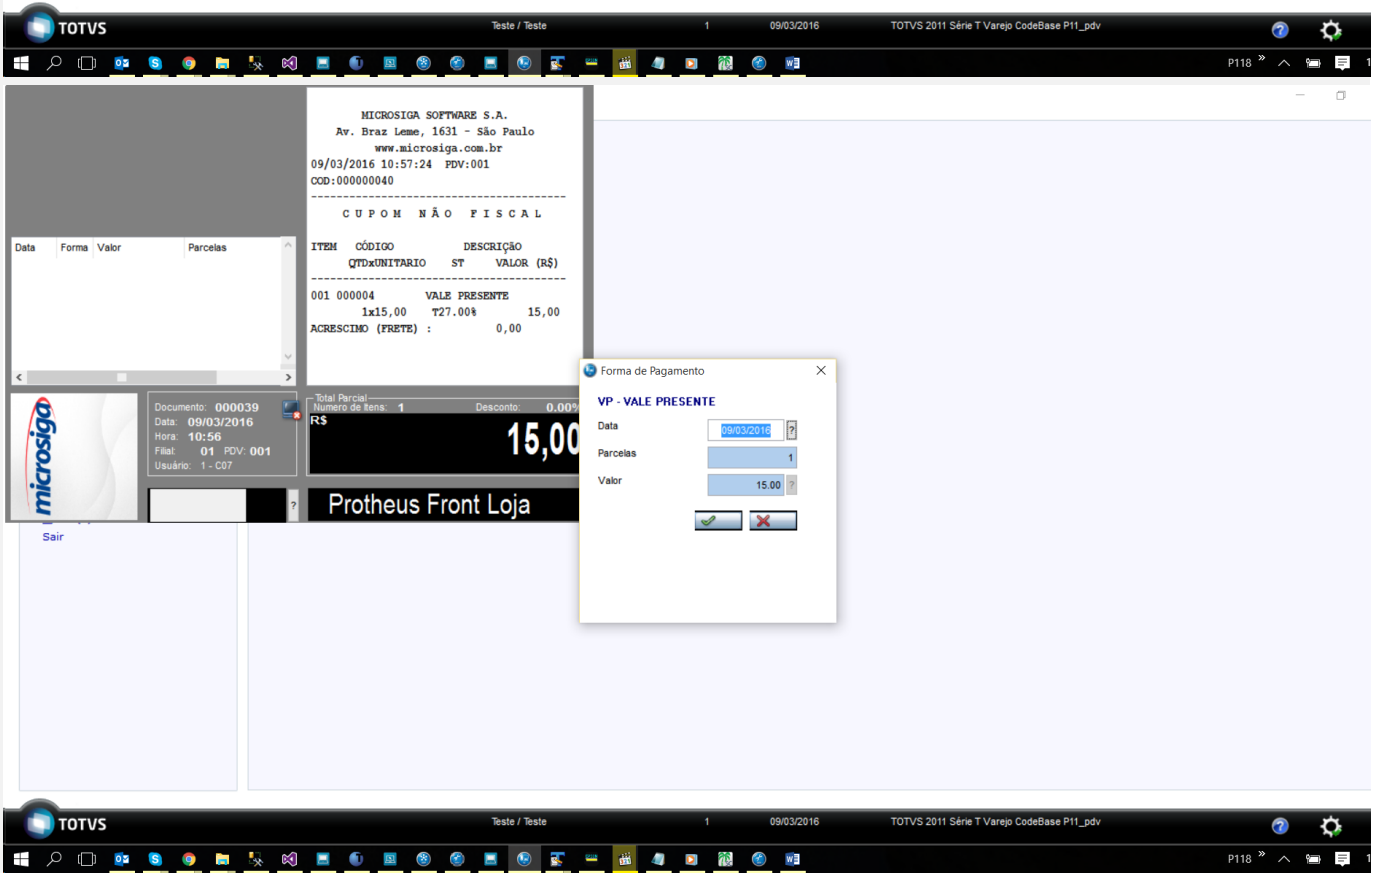 TOTVS
Teste / Teste
1
09/03/2016
TOTVS 2011 Série T Varejo CodeBase P11_pdv
P118
MICROSIGA SOFTWARE S.A.
Av. Braz Leme, 1631 - São Paulo
www.microsiga.com.br
09/03/2016 10:57:24 PDV:001
COD:000000040
------------------------------------------
C U P O M N Ã O F I S C A L
ITEM CÓDIGO DESCRIÇãO
QTDxUNITARIO ST VALOR (R$)
------------------------------------------
001 000004 VALE PRESENTE
1x15,00 T27.00% 15,00
ACRESCIMO (FRETE) : 0,00
Data Forma Valor Parcelas
microsiga
Documento: 000039
Data: 09/03/2016
Hora: 10:56
Filial: 01 PDV: 001
Usuário: 1 - C07
?
Total Parcial
Numero de Itens: 1 Desconto: 0.00%
R$
15,00
Protheus Front Loja
Sair
Forma de Pagamento
VP - VALE PRESENTE
Data 09/03/2016 ?
Parcelas 1
Valor 15.00 ?
TOTVS
Teste / Teste
1
09/03/2016
TOTVS 2011 Série T Varejo CodeBase P11_pdv
P118